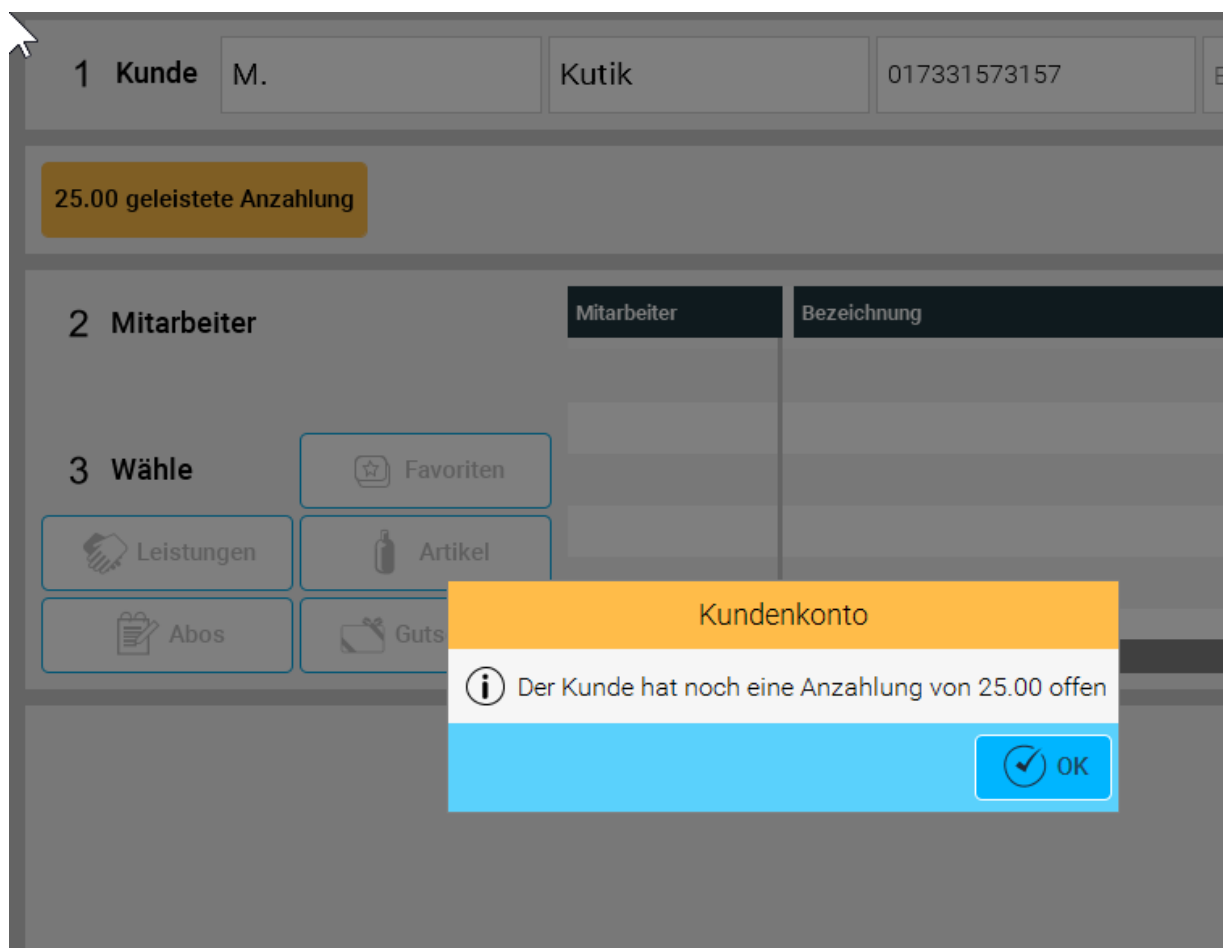 1 Kunde M. Kutik 017331573157
25.00 geleistete Anzahlung
2 Mitarbeiter
Mitarbeiter Bezeichnung
3 Wähle
Favoriten
Leistungen Artikel
Abos Guts
Kundenkonto
Der Kunde hat noch eine Anzahlung von 25.00 offen
OK